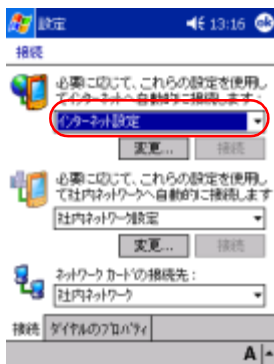 設定 13:16 ok
接続
必要に応じて、これらの設定を使用し
てインターネットへ自動的に接続します:
インターネット設定
変更... 接続
必要に応じて、これらの設定を使用し
て社内ネットワークへ自動的に接続します
社内ネットワーク設定
変更... 接続
ネットワーク カードの接続先:
社内ネットワーク
接続 ダイヤルのプロパティ
A